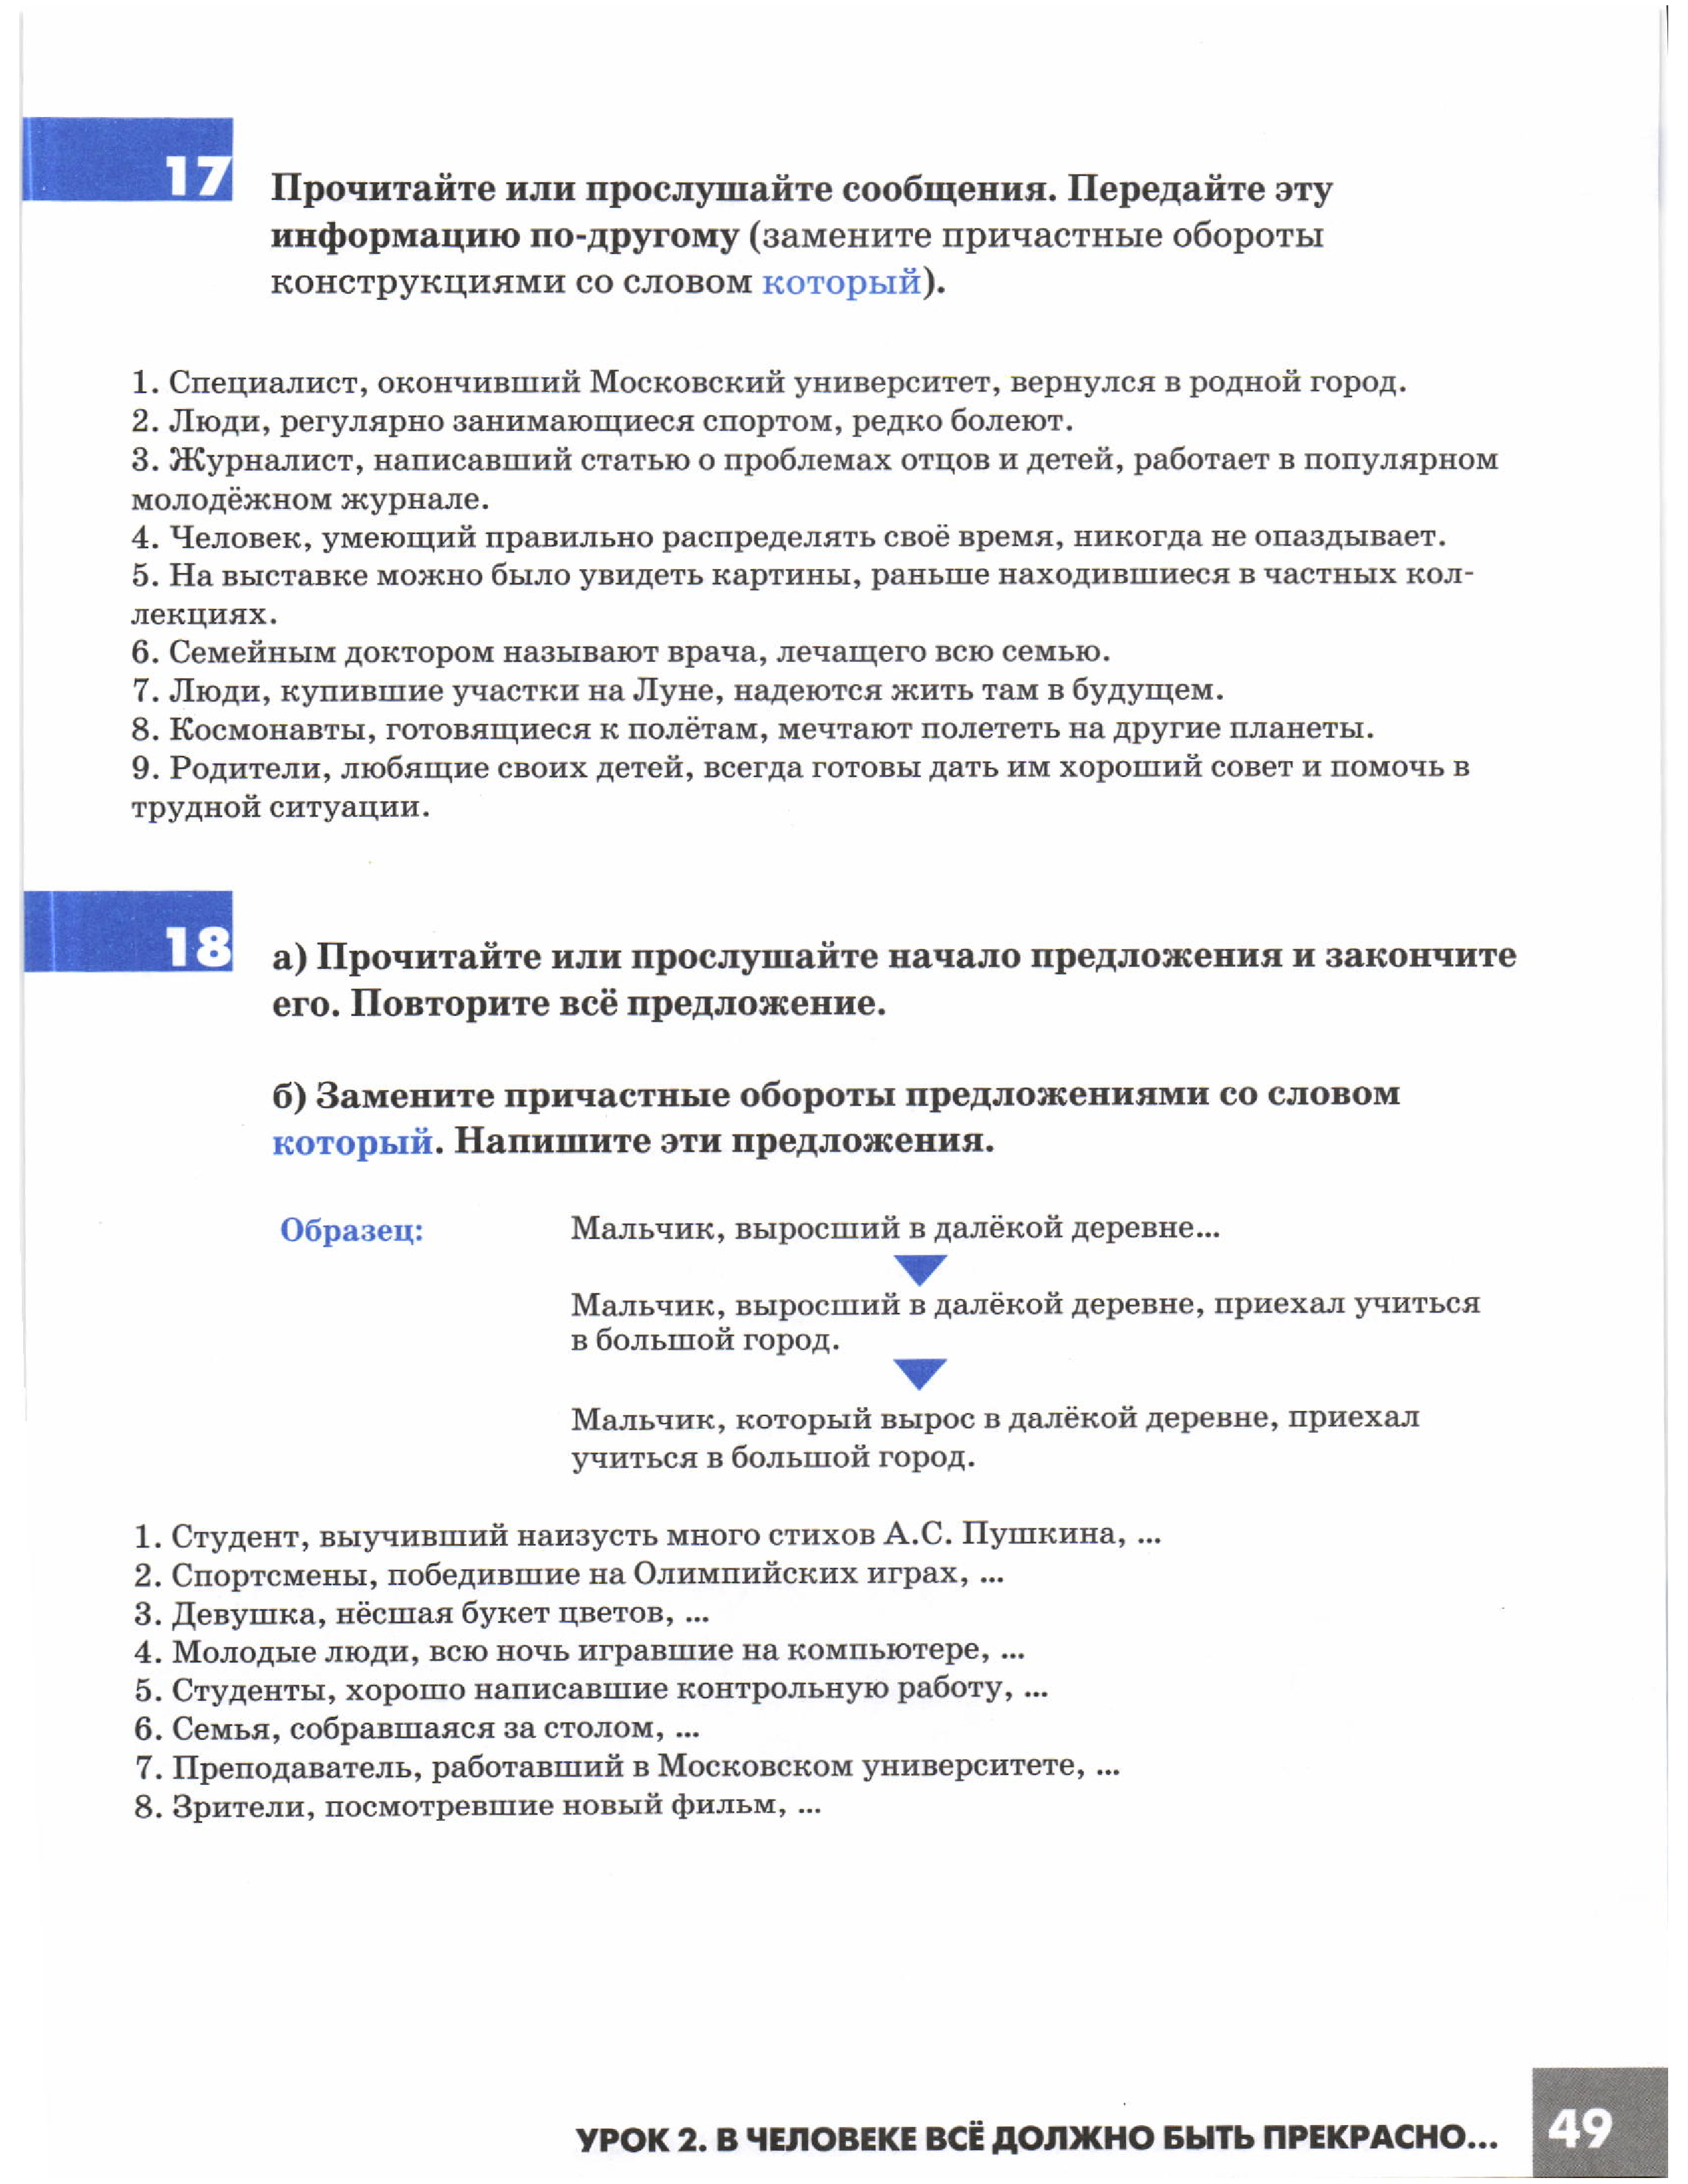 17
Прочитайте или прослушайте сообщения. Передайте эту
информацию по-другому (замените причастные обороты
конструкциями со словом который).
1. Специалист, окончивший Московский университет, вернулся в родной город.
2. Люди, регулярно занимающиеся спортом, редко болеют.
3. Журналист, написавший статью о проблемах отцов и детей, работает в популярном
молодёжном журнале.
4. Человек, умеющий правильно распределять своё время, никогда не опаздывает.
5. На выставке можно было увидеть картины, раньше находившиеся в частных кол-
лекциях.
6. Семейным доктором называют врача, лечащего всю семью.
7. Люди, купившие участки на Луне, надеются жить там в будущем.
8. Космонавты, готовящиеся к полётам, мечтают полететь на другие планеты.
9. Родители, любящие своих детей, всегда готовы дать им хороший совет и помочь в
трудной ситуации.
18
а) Прочитайте или прослушайте начало предложения и закончите
его. Повторите всё предложение.
б) Замените причастные обороты предложениями со словом
который. Напишите эти предложения.
Образец: Мальчик, выросший в далёкой деревне...
Мальчик, выросший в далёкой деревне, приехал учиться
в большой город.
Мальчик, который вырос в далёкой деревне, приехал
учиться в большой город.
1. Студент, выучивший наизусть много стихов А.С. Пушкина, ...
2. Спортсмены, победившие на Олимпийских играх, ...
3. Девушка, нёсшая букет цветов, ...
4. Молодые люди, всю ночь игравшие на компьютере, ...
5. Студенты, хорошо написавшие контрольную работу, ...
6. Семья, собравшаяся за столом, ...
7. Преподаватель, работавший в Московском университете, ...
8. Зрители, посмотревшие новый фильм, ...
УРОК 2. В ЧЕЛОВЕКЕ ВСЁ ДОЛЖНО БЫТЬ ПРЕКРАСНО... 49